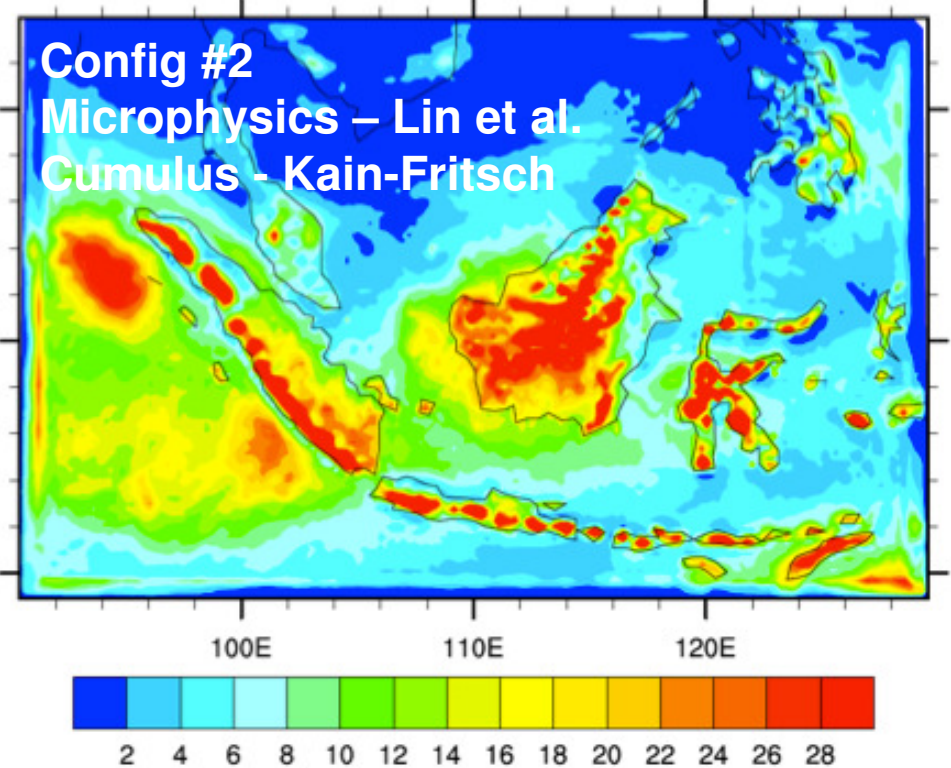 Config #2
Microphysics – Lin et al.
Cumulus - Kain-Fritsch
100E 110E 120E
2 4 6 8 10 12 14 16 18 20 22 24 26 28